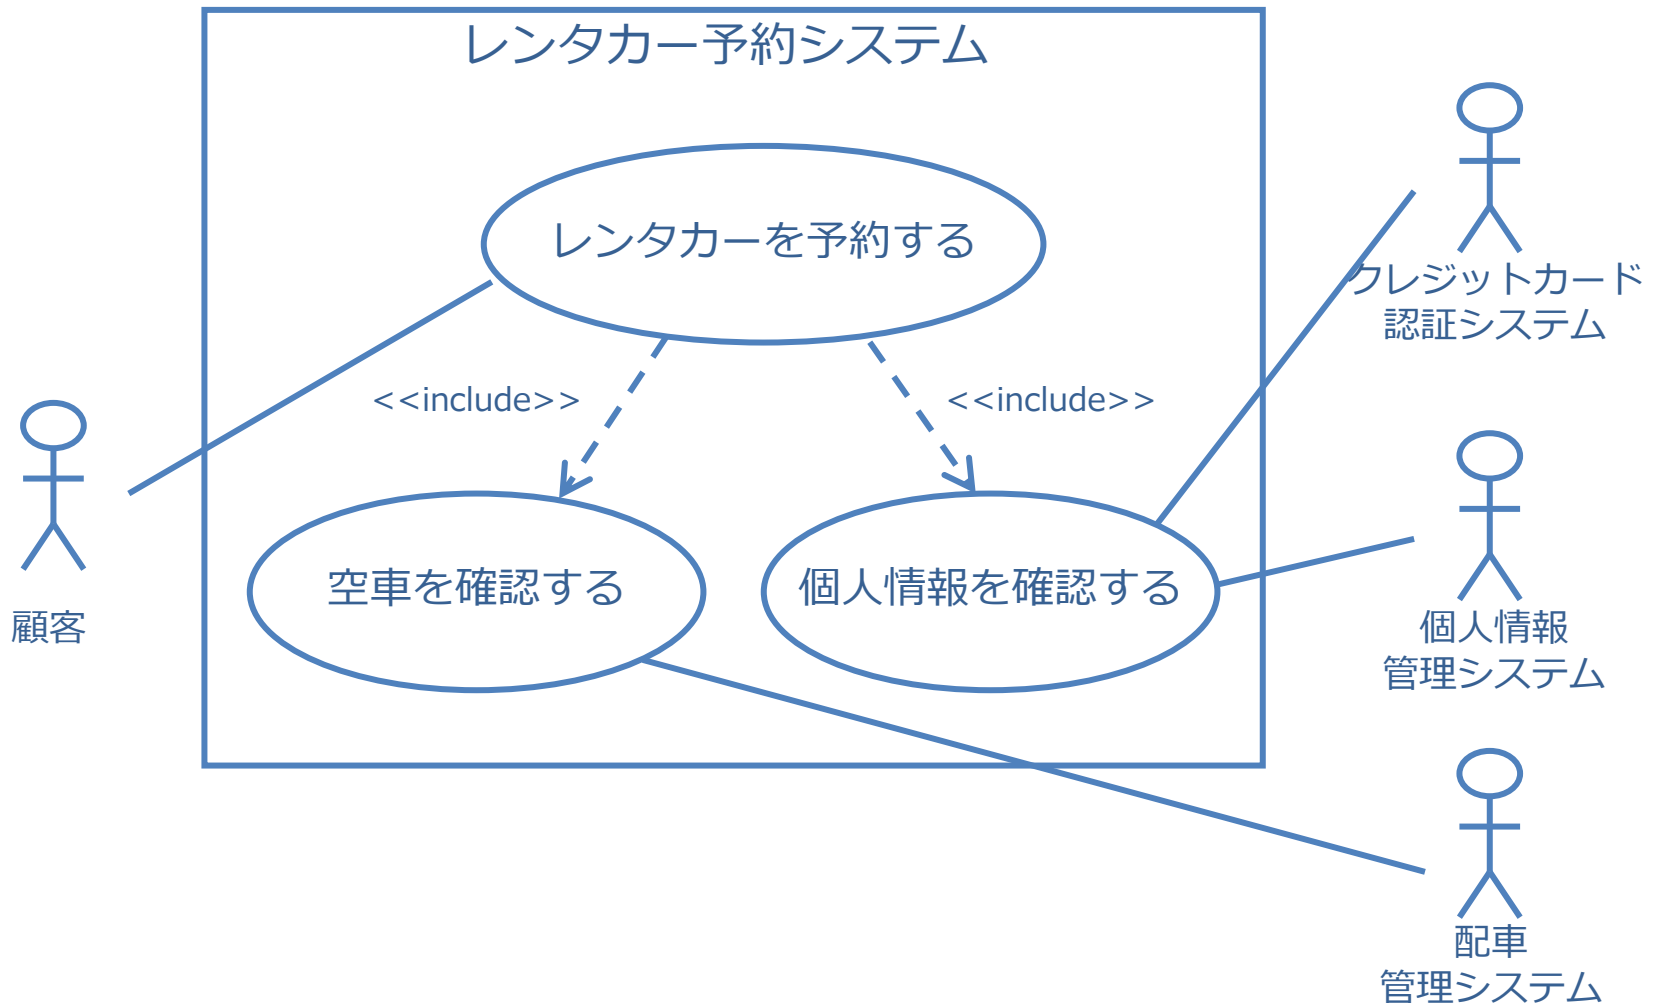 レンタカー予約システム
レンタカーを予約する
<<include>>
<<include>>
空車を確認する
個人情報を確認する
顧客
クレジットカード
認証システム
個人情報
管理システム
配車
管理システム